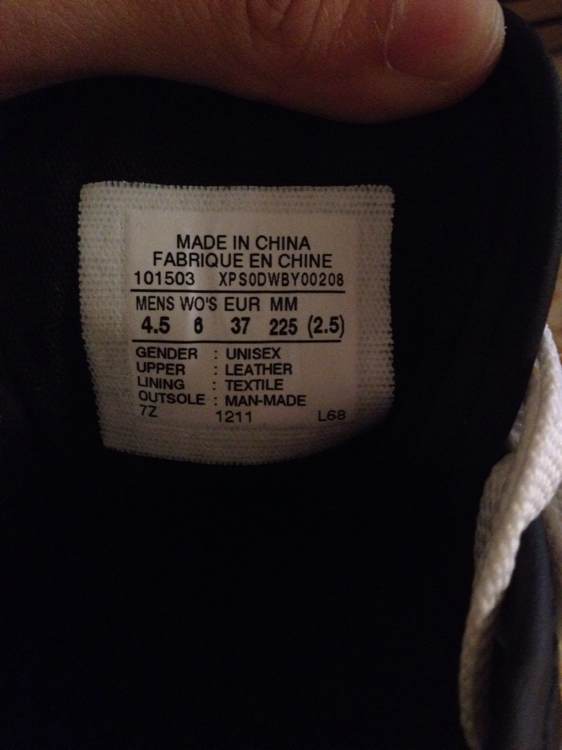 MADE IN CHINA
FABRIQUE EN CHINE
101503 XPS0DWBY00208
MENS WO'S EUR MM
4.5 6 37 225 (2.5)
GENDER : UNISEX
UPPER : LEATHER
LINING : TEXTILE
OUTSOLE : MAN-MADE
7Z 1211 L68